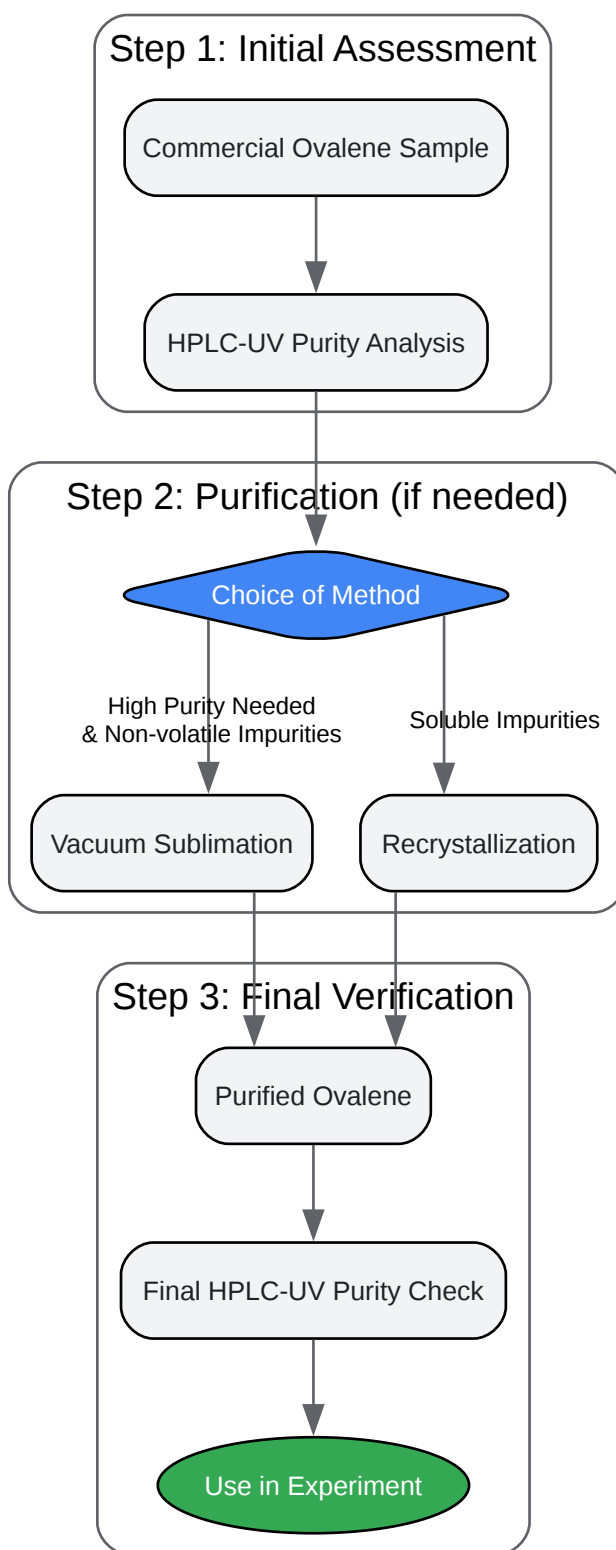 Step 1: Initial Assessment
Commercial Ovalene Sample
HPLC-UV Purity Analysis
Step 2: Purification (if needed)
Choice of Method
High Purity Needed
& Non-volatile Impurities
Soluble Impurities
Vacuum Sublimation
Recrystallization
Step 3: Final Verification
Purified Ovalene
Final HPLC-UV Purity Check
Use in Experiment